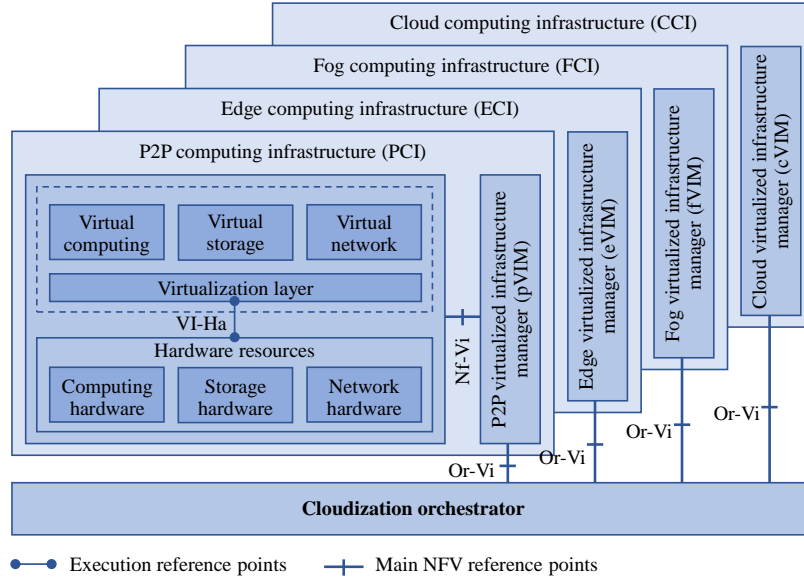 Cloud computing infrastructure (CCI)
Fog computing infrastructure (FCI)
Edge computing infrastructure (ECI)
P2P computing infrastructure (PCI)
Virtual
computing
Virtual
storage
Virtual
network
Virtualization layer
VI-Ha
Hardware resources
Computing
hardware
Storage
hardware
Network
hardware
Nf-Vi
P2P virtualized infrastructure
manager (pVIM)
Edge virtualized infrastructure
manager (eVIM)
Fog virtualized infrastructure
manager (fVIM)
Cloud virtualized infrastructure
manager (cVIM)
Or-Vi
Or-Vi
Or-Vi
Or-Vi
Cloudization orchestrator
Execution reference points
Main NFV reference points